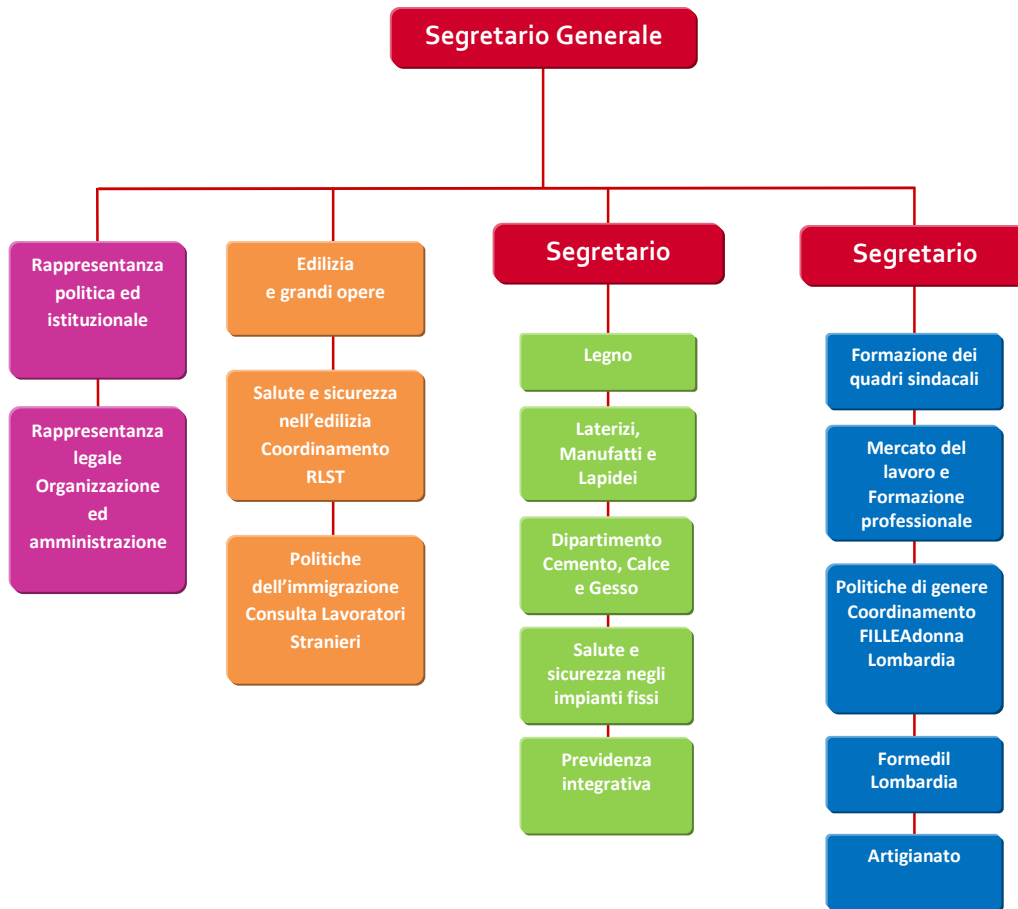 Segretario Generale
Rappresentanza
politica ed
istituzionale
Rappresentanza
legale
Organizzazione
ed
amministrazione
Edilizia
e grandi opere
Salute e sicurezza
nell’edilizia
Coordinamento
RLST
Politiche
dell’immigrazione
Consulta Lavoratori
Stranieri
Segretario
Legno
Laterizi,
Manufatti e
Lapidei
Dipartimento
Cemento, Calce
e Gesso
Salute e
sicurezza negli
impianti fissi
Previdenza
integrativa
Segretario
Formazione dei
quadri sindacali
Mercato del
lavoro e
Formazione
professionale
Politiche di genere
Coordinamento
FILLEAdonna
Lombardia
Formedil
Lombardia
Artigianato